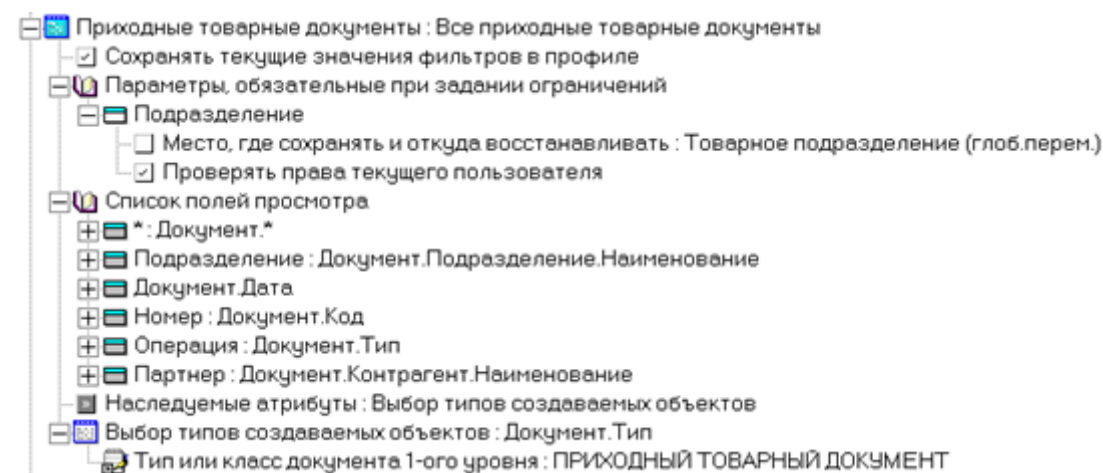 Приходные товарные документы : Все приходные товарные документы
Сохранять текущие значения фильтров в профиле
Параметры, обязательные при задании ограничений
Подразделение
Место, где сохранять и откуда восстанавливать : Товарное подразделение (глоб.перем.)
Проверять права текущего пользователя
Список полей просмотра
* : Документ.*
Подразделение : Документ.Подразделение.Наименование
Документ.Дата
Номер : Документ.Код
Операция : Документ.Тип
Партнер : Документ.Контрагент.Наименование
Наследуемые атрибуты : Выбор типов создаваемых объектов
Выбор типов создаваемых объектов : Документ.Тип
Тип или класс документа 1-ого уровня : ПРИХОДНЫЙ ТОВАРНЫЙ ДОКУМЕНТ